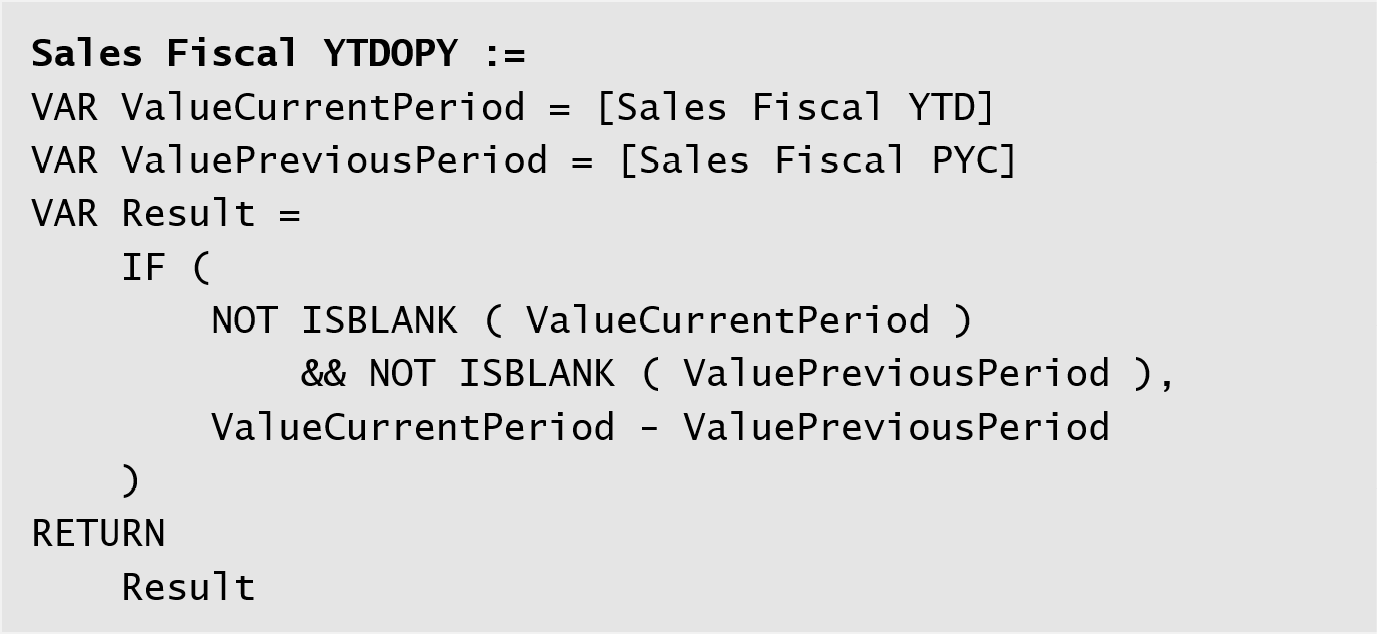 Sales Fiscal YTDOPY :=
VAR ValueCurrentPeriod = [Sales Fiscal YTD]
VAR ValuePreviousPeriod = [Sales Fiscal PYC]
VAR Result =
    IF (
        NOT ISBLANK ( ValueCurrentPeriod )
            && NOT ISBLANK ( ValuePreviousPeriod ),
        ValueCurrentPeriod - ValuePreviousPeriod
    )
RETURN
    Result